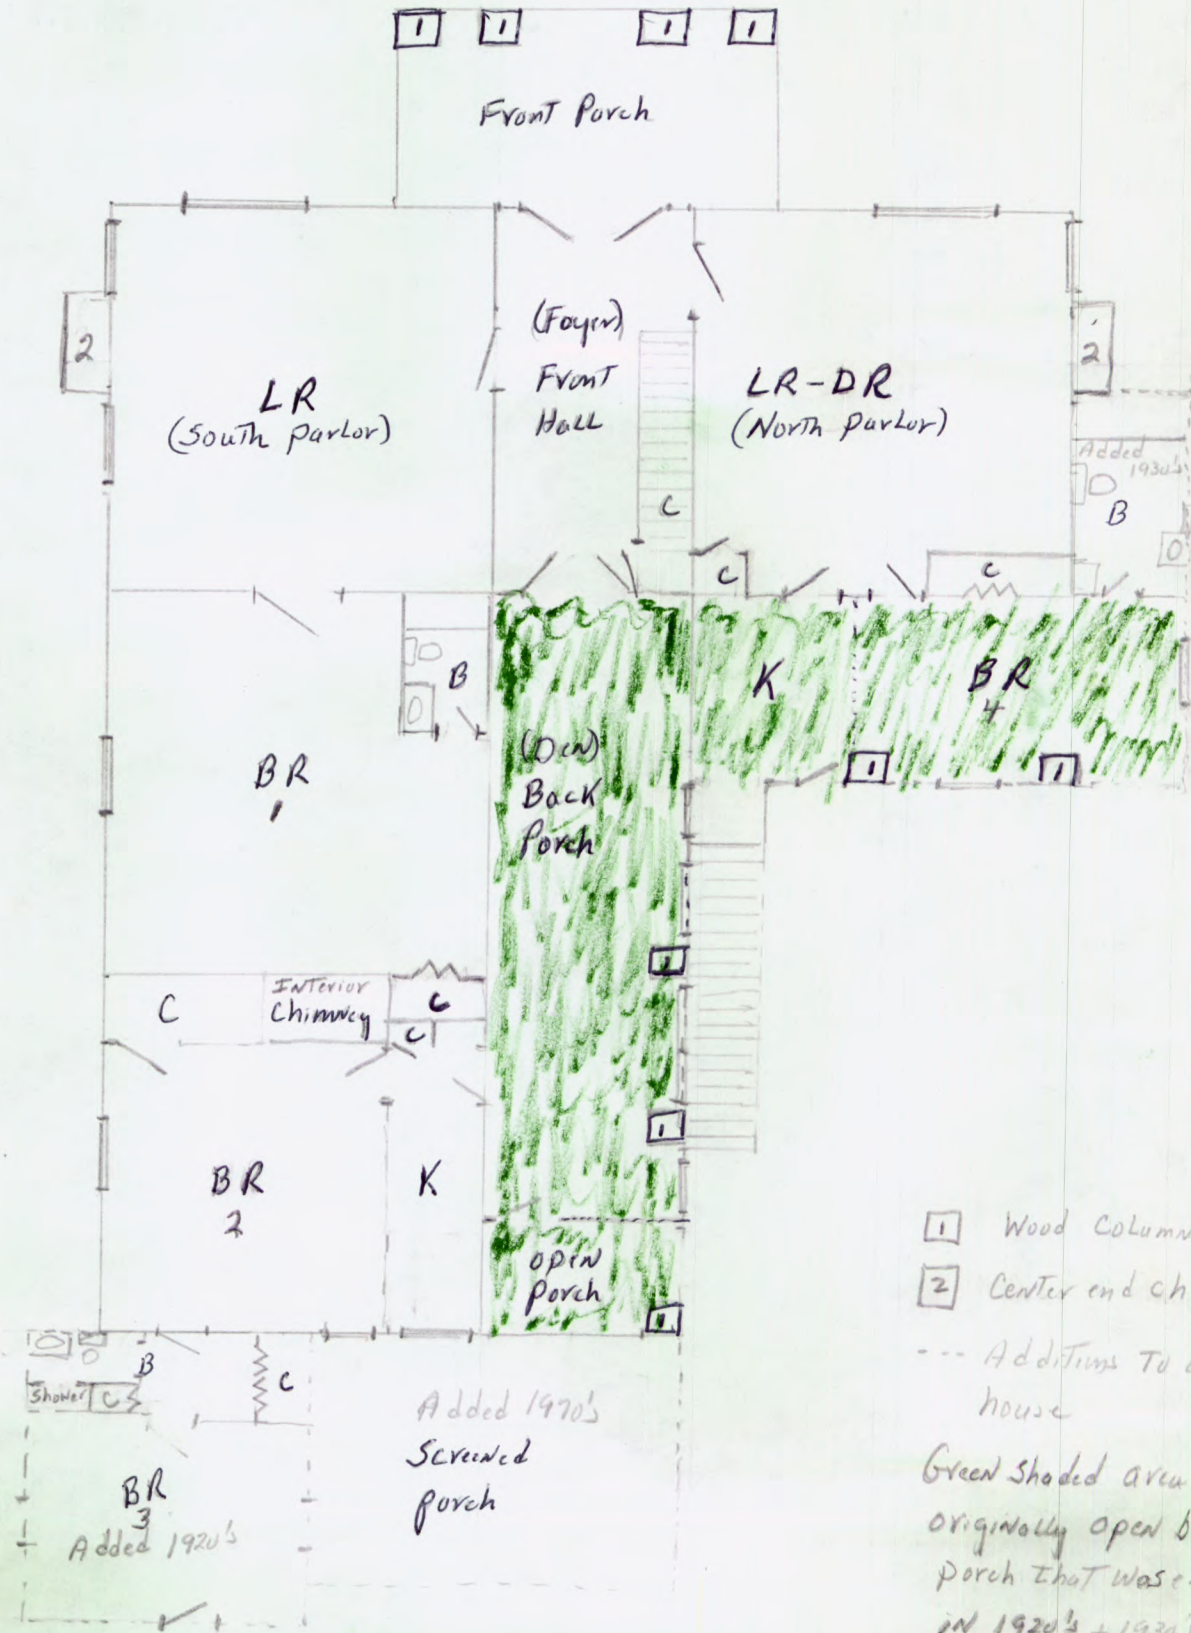 1 1 1 1
Front Porch
(Foyer)
Front
Hall
2
LR
(South Parlor)
LR-DR
(North Parlor)
2
Added
1930's
B
C
C
C
B
K
BR
4
1 1
(Den)
Back
Porch
BR
1
1
C
Interior
Chimney
C
C
1
BR
2
K
Open
Porch
1
B
Shower C
C
BR
3
Added 1920's
Added 1970's
Screened
Porch
1 Wood Column
2 Center end Ch
--- Additions To
house
Green Shaded area
Originally Open b
Porch That was
in 1920's + 1930's